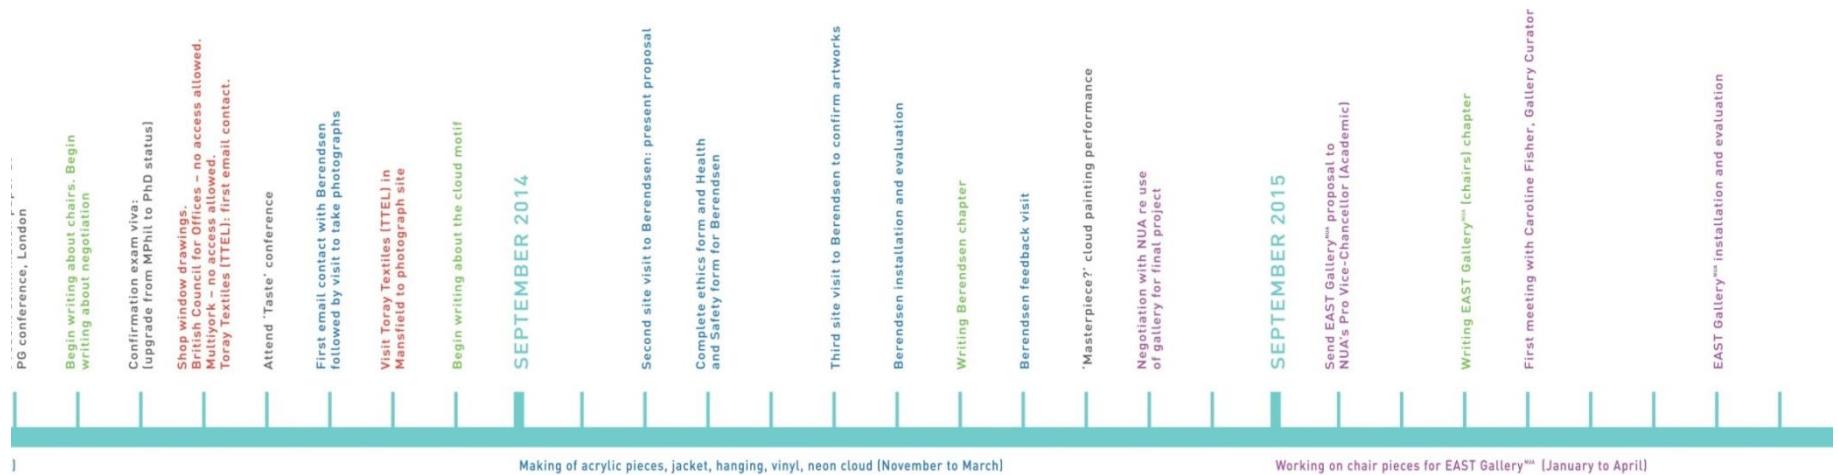 PG conference, London
Begin writing about chairs. Begin
writing about negotiation
Confirmation exam viva:
(upgrade from MPhil to PhD status)
Shop window drawings.
British Council for Offices – no access allowed.
Multiyork – no access allowed.
Toray Textiles (TTEL): first email contact.
Attend 'Taste' conference
First email contact with Berendsen
followed by visit to take photographs
Visit Toray Textiles (TTEL) in
Mansfield to photograph site
Begin writing about the cloud motif
SEPTEMBER 2014
Second site visit to Berendsen: present proposal
Complete ethics form and Health
and Safety form for Berendsen
Third site visit to Berendsen to confirm artworks
Berendsen installation and evaluation
Writing Berendsen chapter
Berendsen feedback visit
'Masterpiece?' cloud painting performance
Negotiation with NUA re use
of gallery for final project
SEPTEMBER 2015
Send EAST Gallery NUA proposal to
NUA's Pro Vice-Chancellor (Academic)
Writing EAST Gallery NUA (chairs) chapter
First meeting with Caroline Fisher, Gallery Curator
EAST Gallery NUA installation and evaluation
)
Making of acrylic pieces, jacket, hanging, vinyl, neon cloud (November to March)
Working on chair pieces for EAST Gallery NUA (January to April)